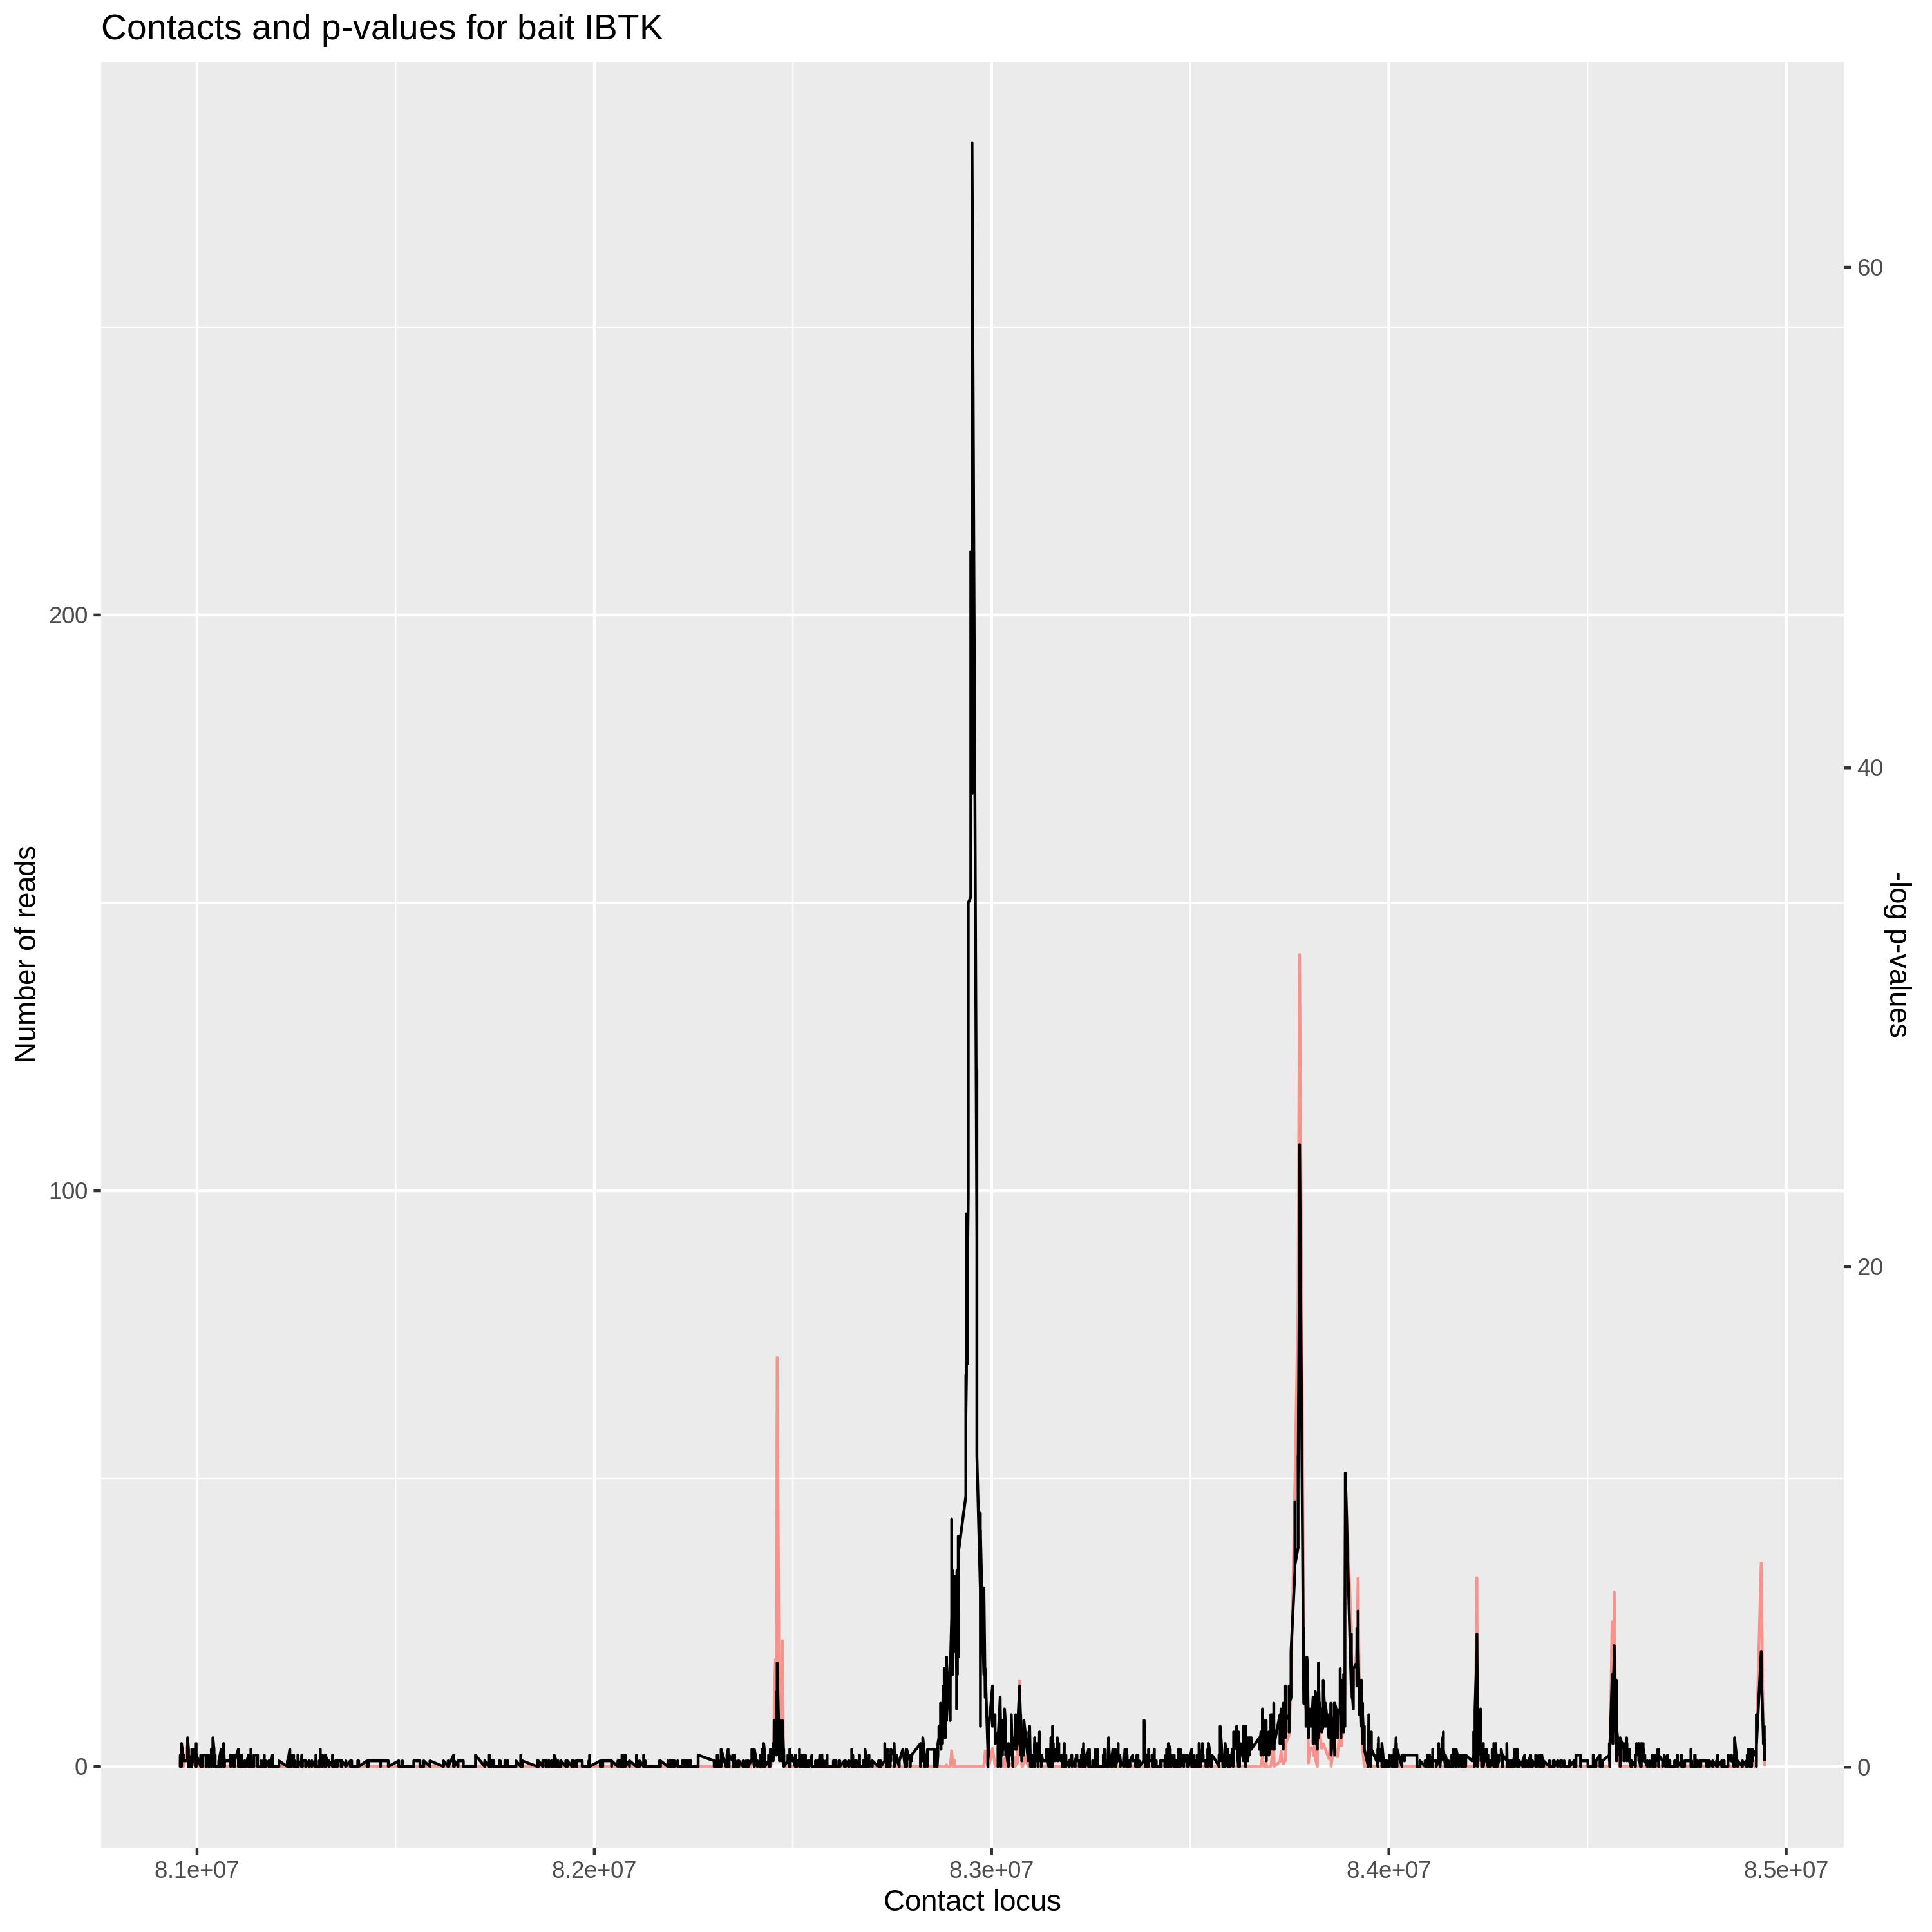 Contacts and p-values for bait IBTK
Number of reads
200
100
0
60
40
20
0
-log p-values
8.1e+07
8.2e+07
8.3e+07
8.4e+07
8.5e+07
Contact locus